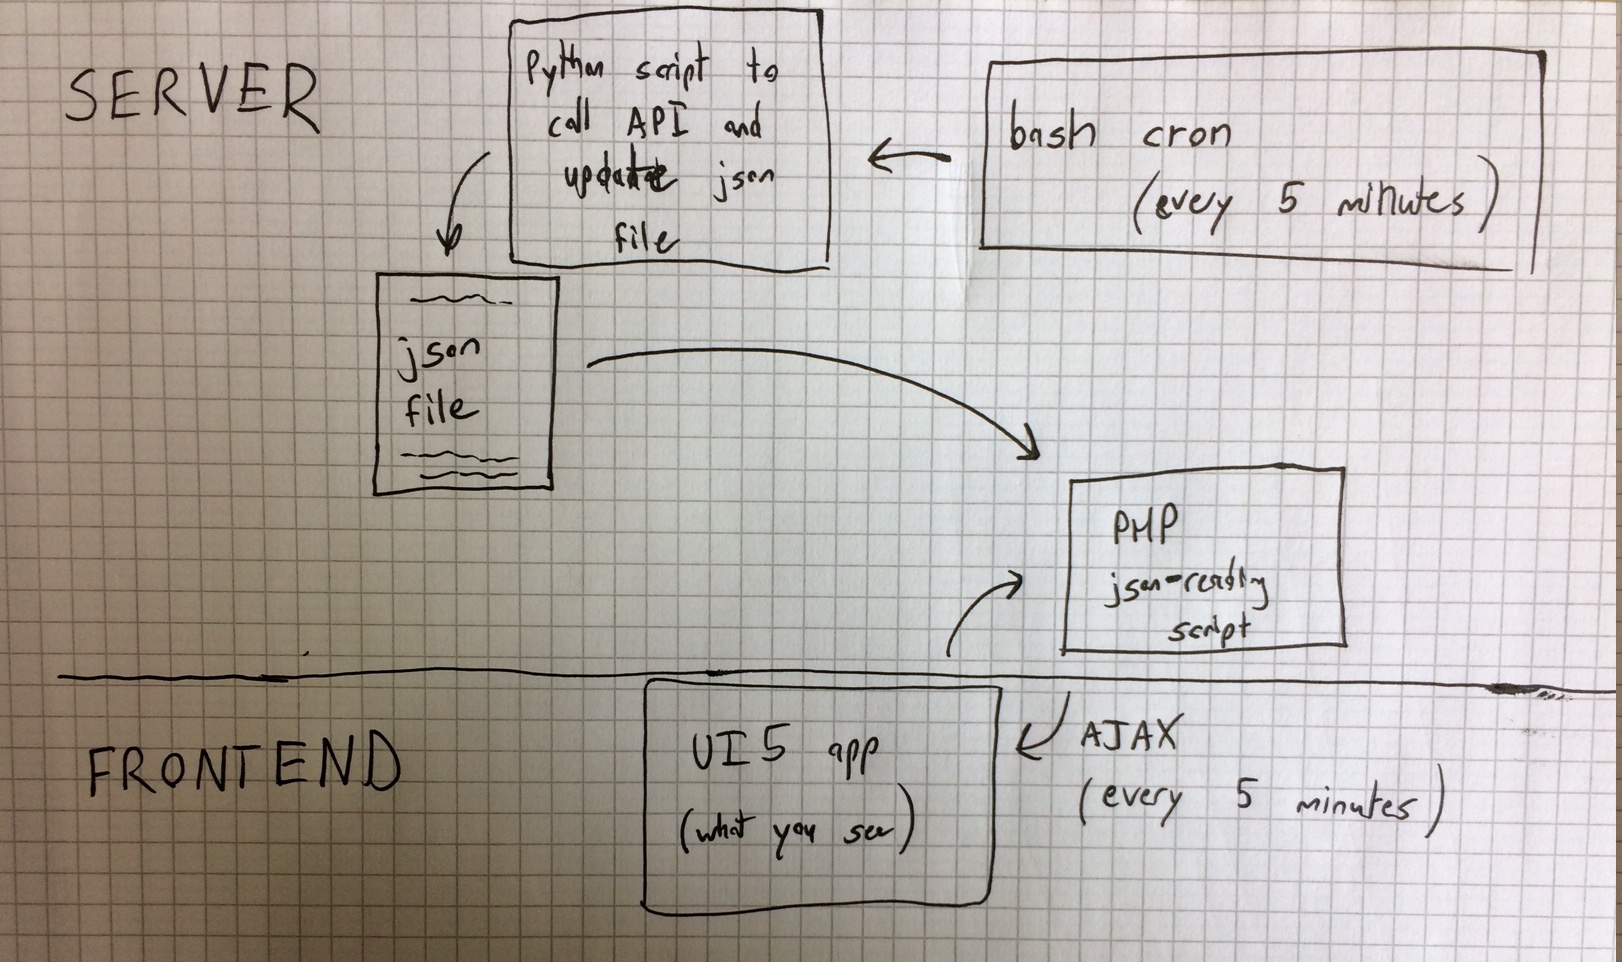 SERVER
Python script to
call API and
update json
file
bash cron
(every 5 minutes)
json
file
PHP
json-reading
script
FRONTEND
UI5 app
(what you see)
AJAX
(every 5 minutes)